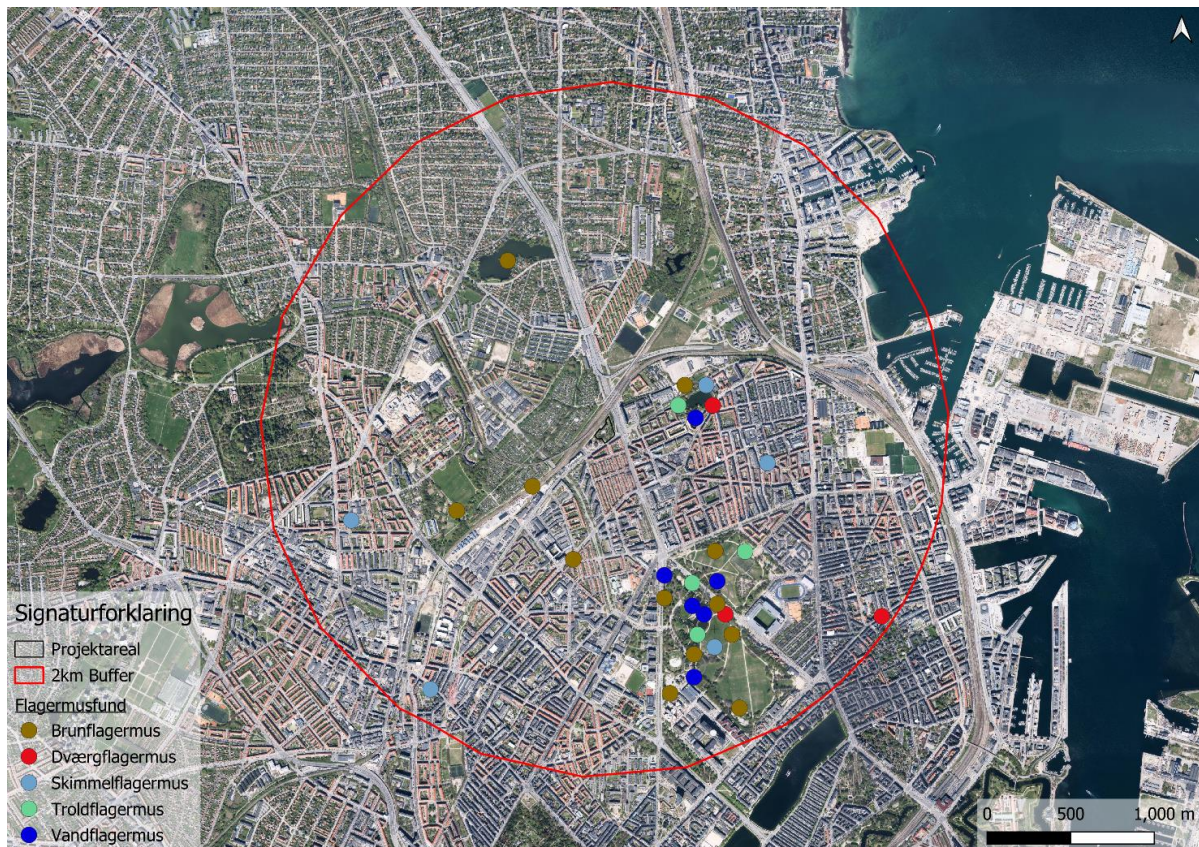 Signaturforklaring
Projektareal
2km Buffer
Flagermusfund
Brunflagermus
Dværgflagermus
Skimmelflagermus
Troldflagermus
Vandflagermus
0 500 1,000 m